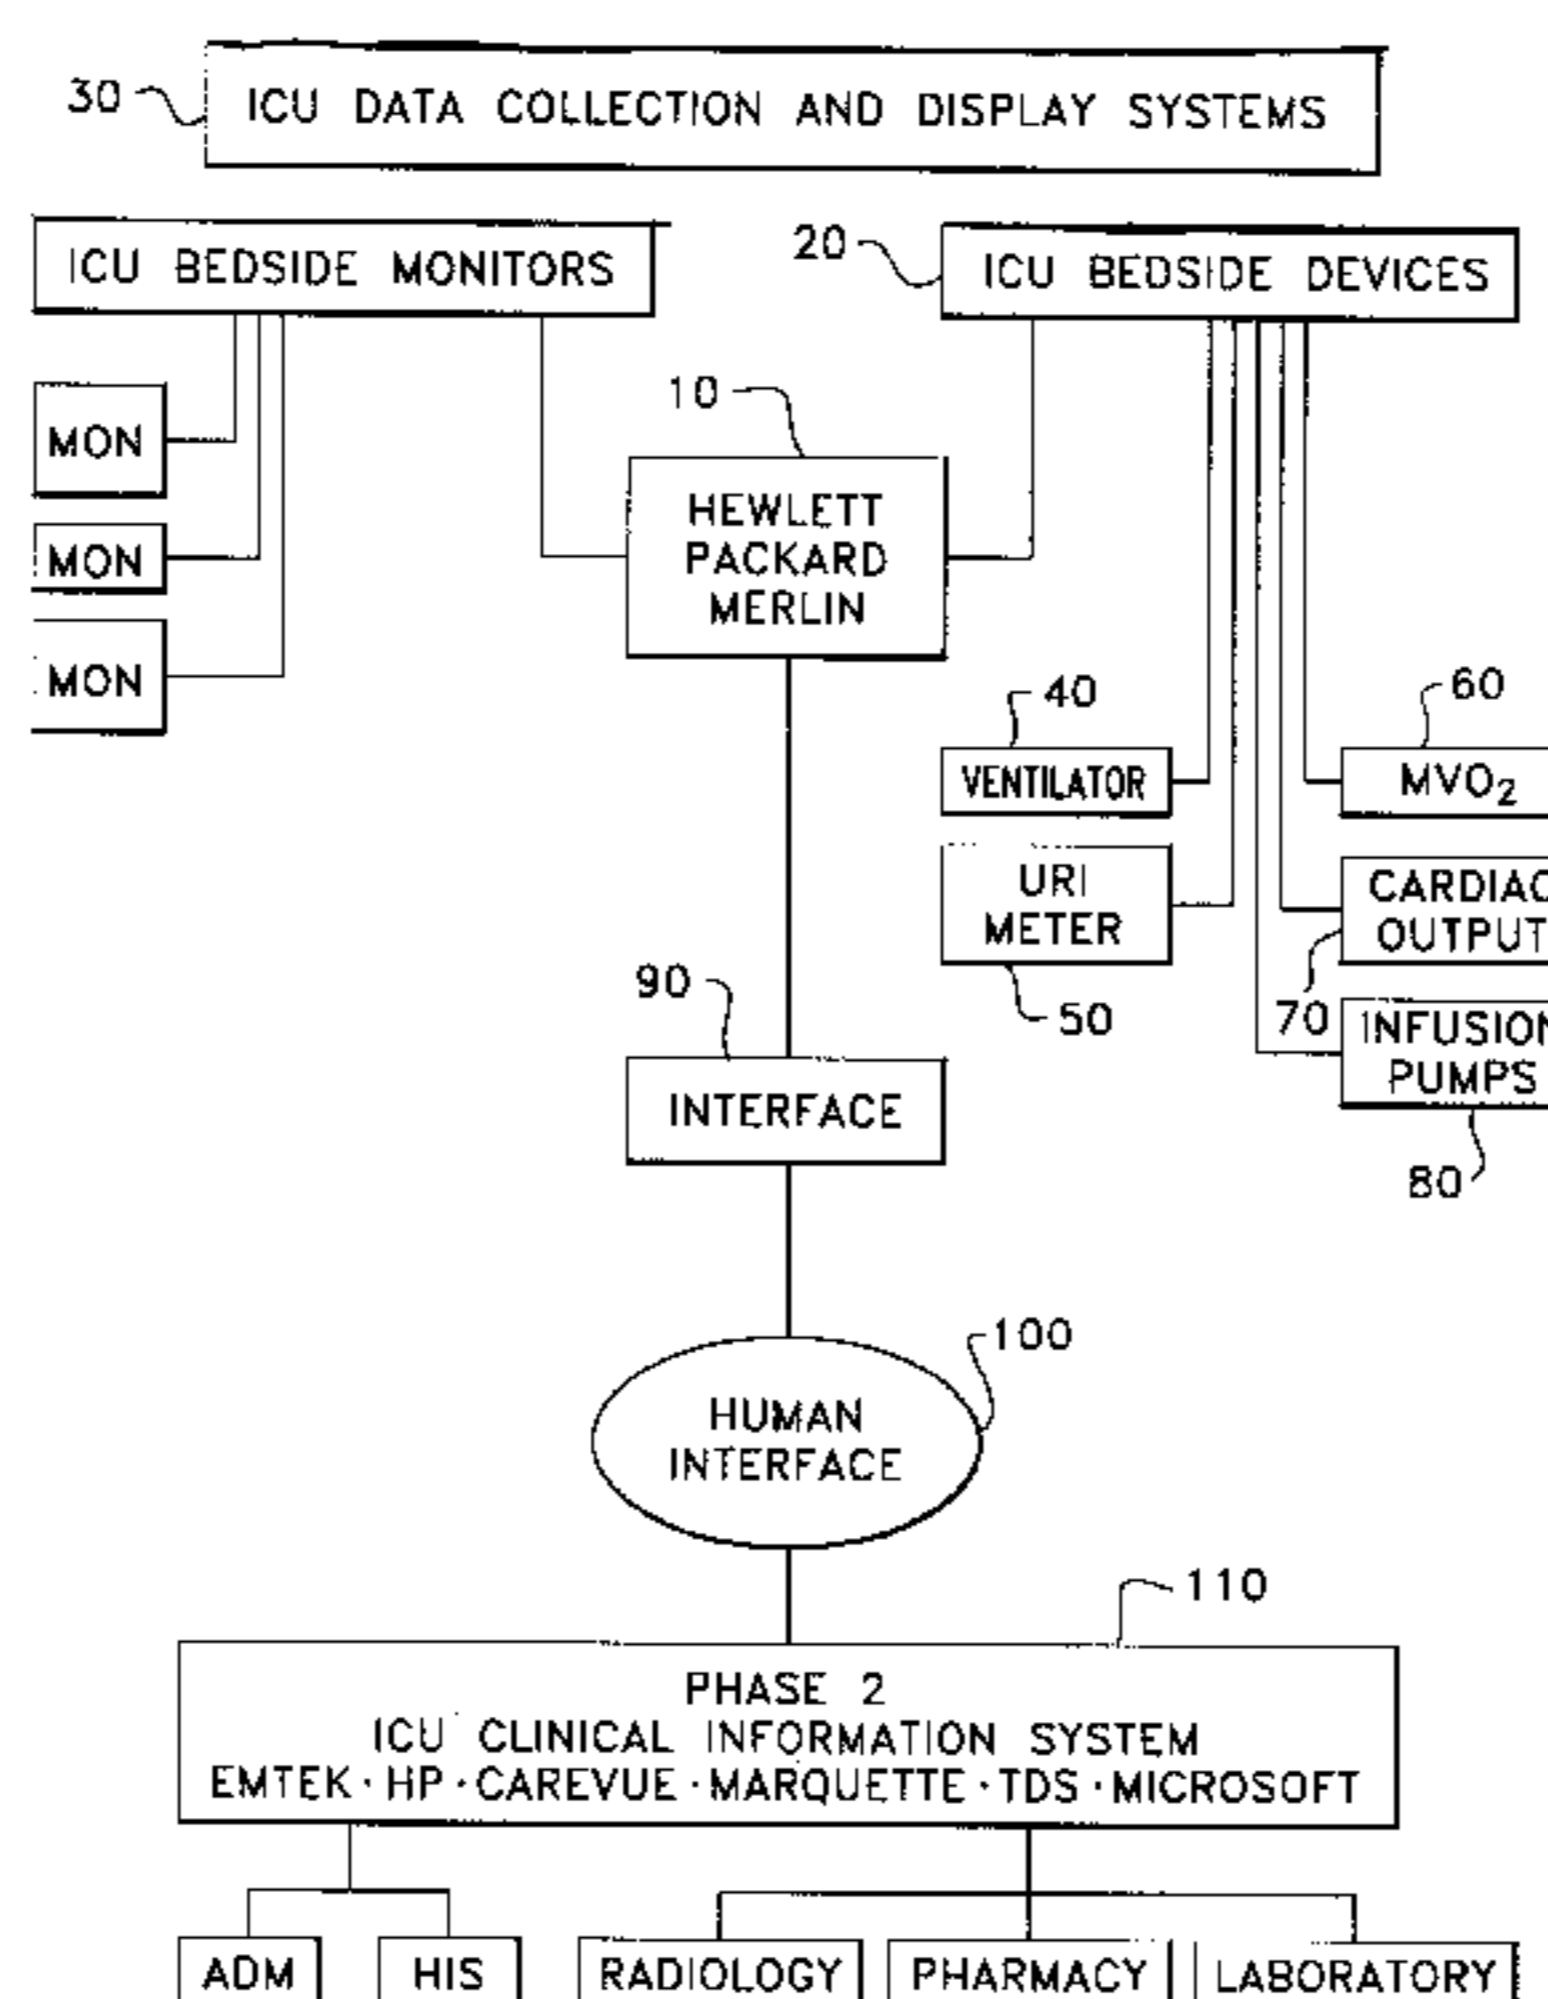 30
ICU DATA COLLECTION AND DISPLAY SYSTEMS
ICU BEDSIDE MONITORS
20
ICU BEDSIDE DEVICES
MON
MON
MON
10
HEWLETT
PACKARD
MERLIN
40
VENTILATOR
URI
METER
50
60
MVO₂
CARDIAC
OUTPUT
70
INFUSION
PUMPS
80
90
INTERFACE
100
HUMAN
INTERFACE
110
PHASE 2
ICU CLINICAL INFORMATION SYSTEM
EMTEK · HP · CAREVUE · MARQUETTE · TDS · MICROSOFT
ADM
HIS
RADIOLOGY
PHARMACY
LABORATORY